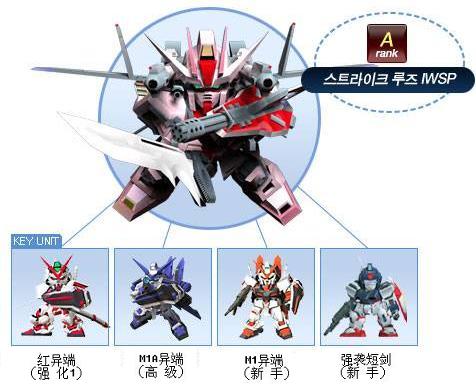 A
rank
스트라이크 루즈 IWSP
KEY UNIT
红异端
（强 化1）
M1A异端
（高 级）
M1异端
（新 手）
强袭短剑
（新 手）